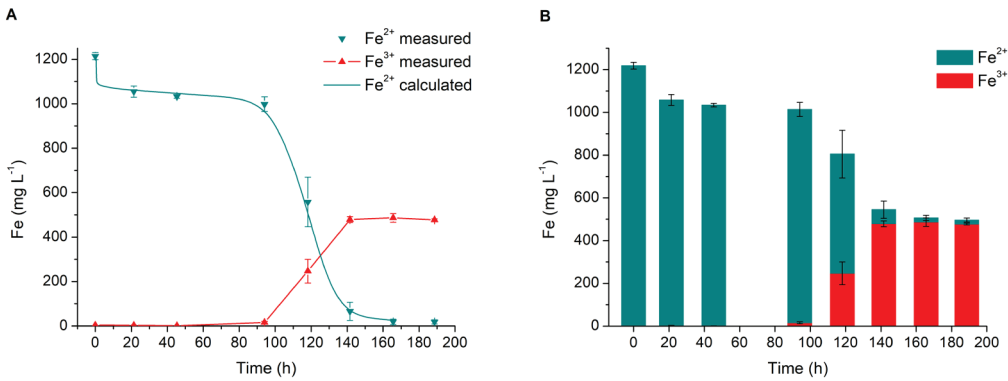 A
Fe²⁺ measured
Fe³⁺ measured
Fe²⁺ calculated
Fe (mg L⁻¹)
1200
1000
800
600
400
200
0
0 20 40 60 80 100 120 140 160 180 200
Time (h)
B
Fe²⁺
Fe³⁺
Fe (mg L⁻¹)
1200
1000
800
600
400
200
0
0 20 40 60 80 100 120 140 160 180 200
Time (h)